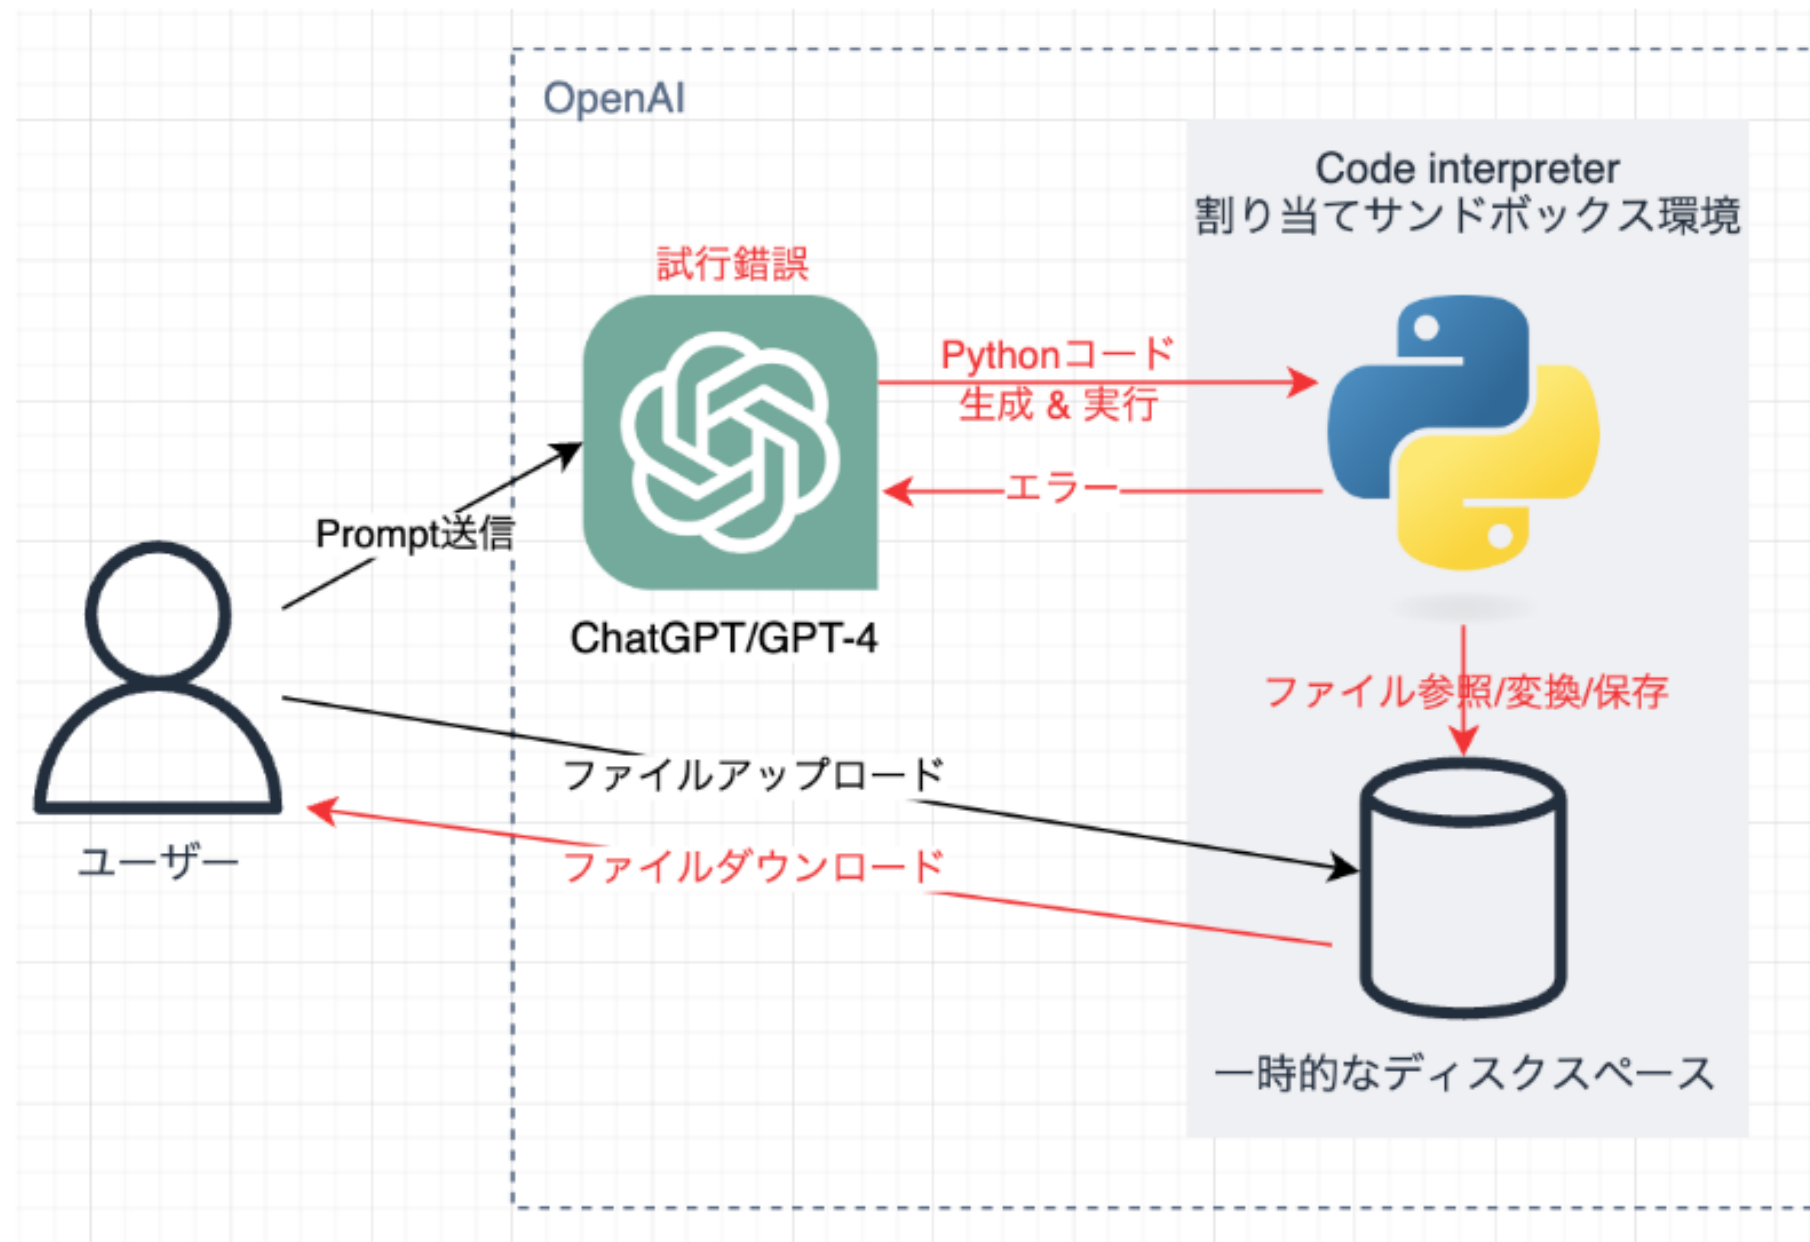 OpenAI
Code interpreter
割り当てサンドボックス環境
試行錯誤
Pythonコード
生成 & 実行
エラー
Prompt送信
ChatGPT/GPT-4
ファイル参照/変換/保存
ファイルアップロード
ファイルダウンロード
ユーザー
一時的なディスクスペース